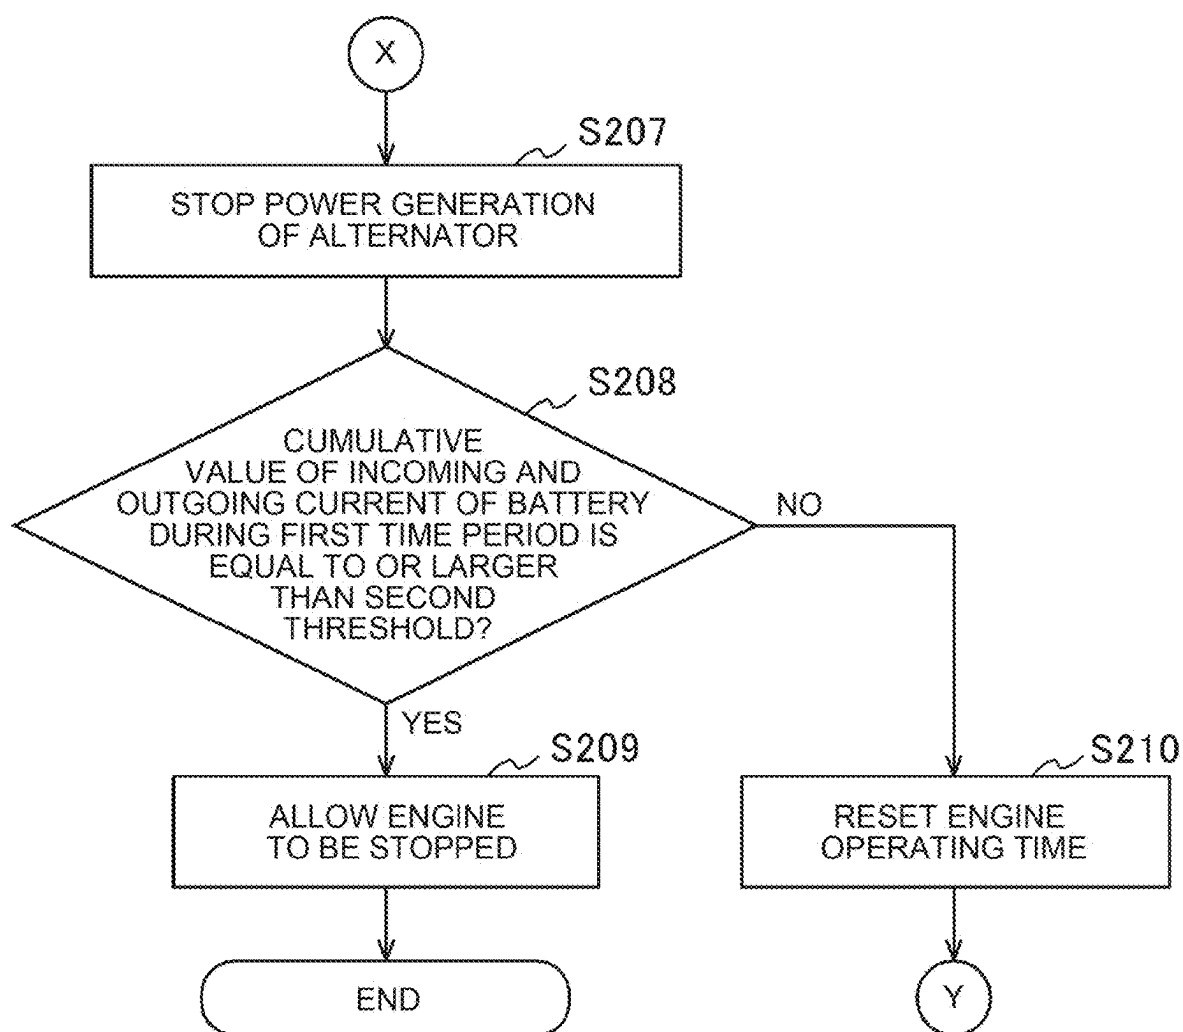 X
S207
STOP POWER GENERATION
OF ALTERNATOR
S208
CUMULATIVE
VALUE OF INCOMING AND
OUTGOING CURRENT OF BATTERY
DURING FIRST TIME PERIOD IS
EQUAL TO OR LARGER
THAN SECOND
THRESHOLD?
NO
YES
S209
ALLOW ENGINE
TO BE STOPPED
S210
RESET ENGINE
OPERATING TIME
END
Y